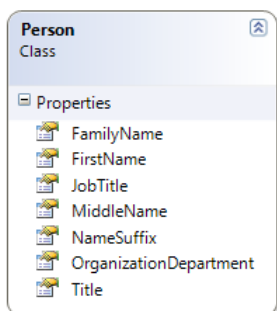 Person
Class
Properties
FamilyName
FirstName
JobTitle
MiddleName
NameSuffix
OrganizationDepartment
Title